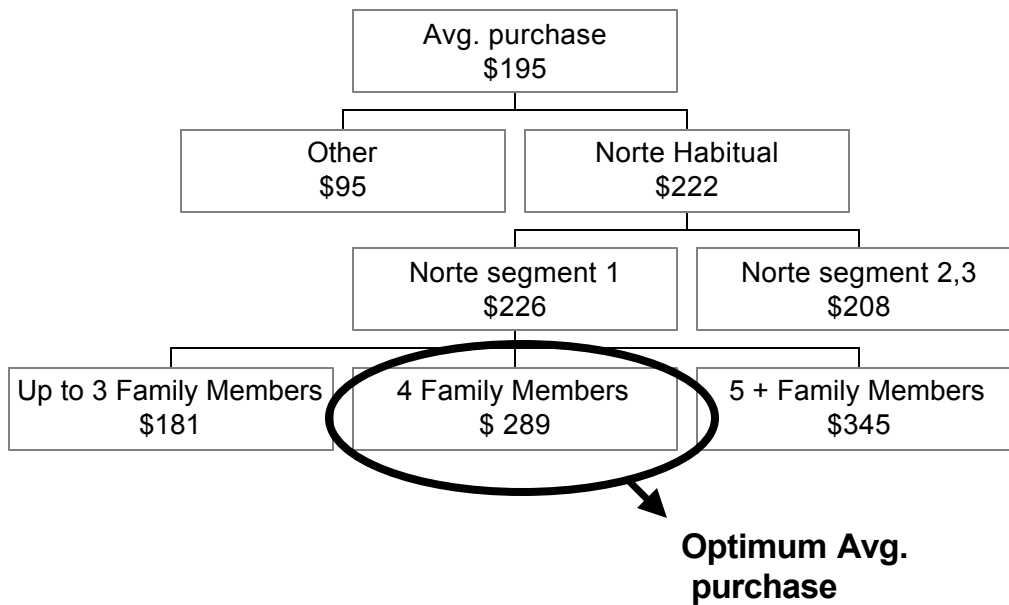 Avg. purchase
$195
Other
$95
Norte Habitual
$222
Norte segment 1
$226
Norte segment 2,3
$208
Up to 3 Family Members
$181
4 Family Members
$ 289
5 + Family Members
$345
Optimum Avg.
purchase